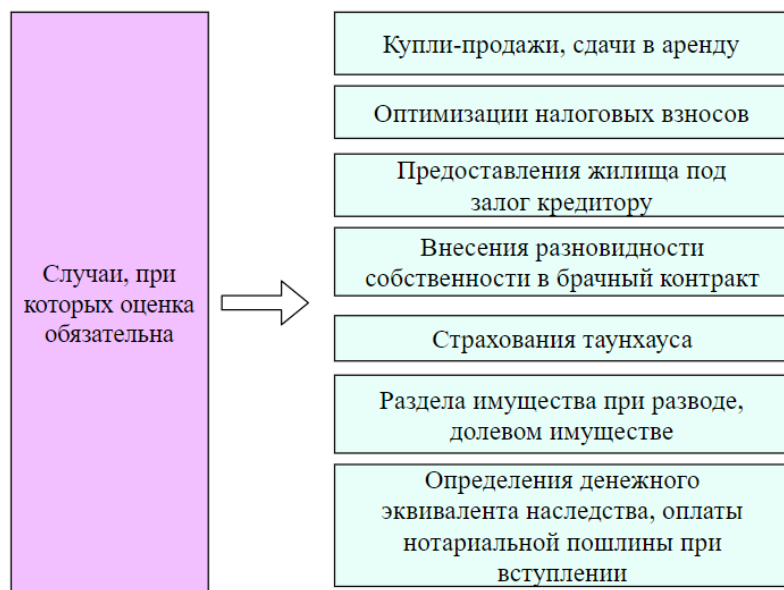 Случаи, при
которых оценка
обязательна
Купли-продажи, сдачи в аренду
Оптимизации налоговых взносов
Предоставления жилища под
залог кредитору
Внесения разновидности
собственности в брачный контракт
Страхования таунхауса
Раздела имущества при разводе,
долевом имуществе
Определения денежного
эквивалента наследства, оплаты
нотариальной пошлины при
вступлении